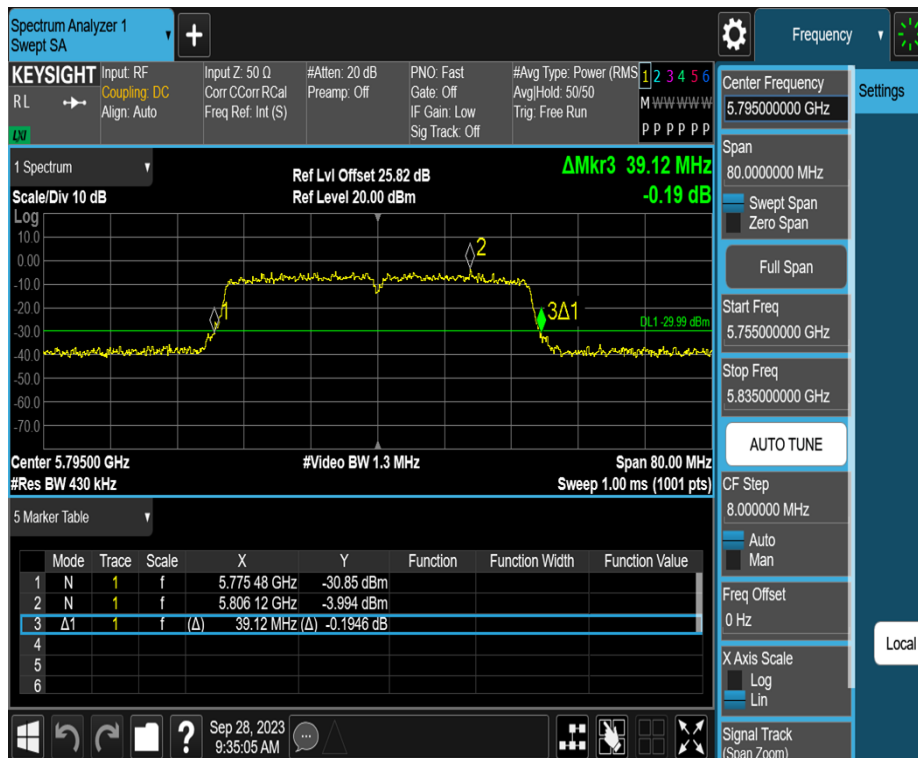 Spectrum Analyzer 1
Swept SA
Frequency
KEYSIGHT
RL
LXI
Input: RF
Coupling: DC
Align: Auto
Input Z: 50 Ω
Corr CCorr RCal
Freq Ref: Int (S)
#Atten: 20 dB
Preamp: Off
PNO: Fast
Gate: Off
IF Gain: Low
Sig Track: Off
#Avg Type: Power (RMS
Avg|Hold: 50/50
Trig: Free Run
1 2 3 4 5 6
M W W W W W
P P P P P P
1 Spectrum
Scale/Div 10 dB
Ref Lvl Offset 25.82 dB
Ref Level 20.00 dBm
ΔMkr3 39.12 MHz
-0.19 dB
Log
10.0
0.00
-10.0
-20.0
-30.0
-40.0
-50.0
-60.0
-70.0
1
2
3Δ1
DL1 -29.99 dBm
Center 5.79500 GHz
#Video BW 1.3 MHz
Span 80.00 MHz
#Res BW 430 kHz
Sweep 1.00 ms (1001 pts)
5 Marker Table
Mode Trace Scale X Y Function Function Width Function Value
1 N 1 f 5.775 48 GHz -30.85 dBm
2 N 1 f 5.806 12 GHz -3.994 dBm
3 Δ1 1 f (Δ) 39.12 MHz (Δ) -0.1946 dB
4
5
6
?
Sep 28, 2023
9:35:05 AM
Center Frequency
5.795000000 GHz
Settings
Span
80.0000000 MHz
Swept Span
Zero Span
Full Span
Start Freq
5.755000000 GHz
Stop Freq
5.835000000 GHz
AUTO TUNE
CF Step
8.000000 MHz
Auto
Man
Freq Offset
0 Hz
Local
X Axis Scale
Log
Lin
Signal Track
(Span Zoom)